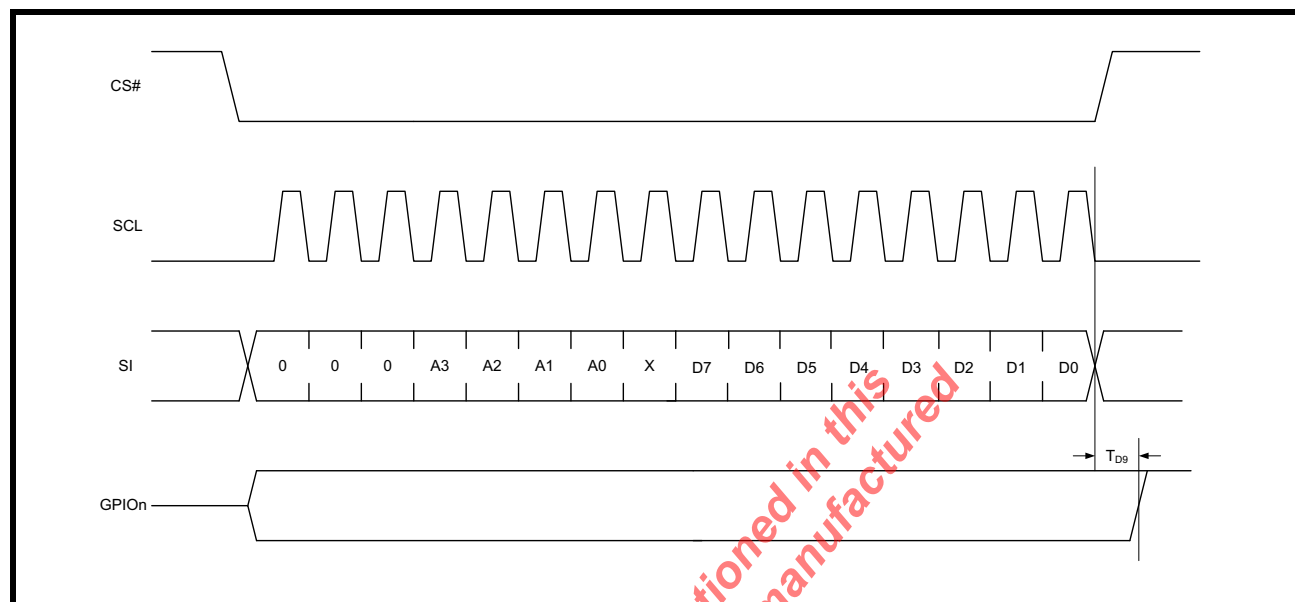 CS#
SCL
SI
0 0 0 A3 A2 A1 A0 X D7 D6 D5 D4 D3 D2 D1 D0
TD9
GPIOn
tioned in this
manufactured